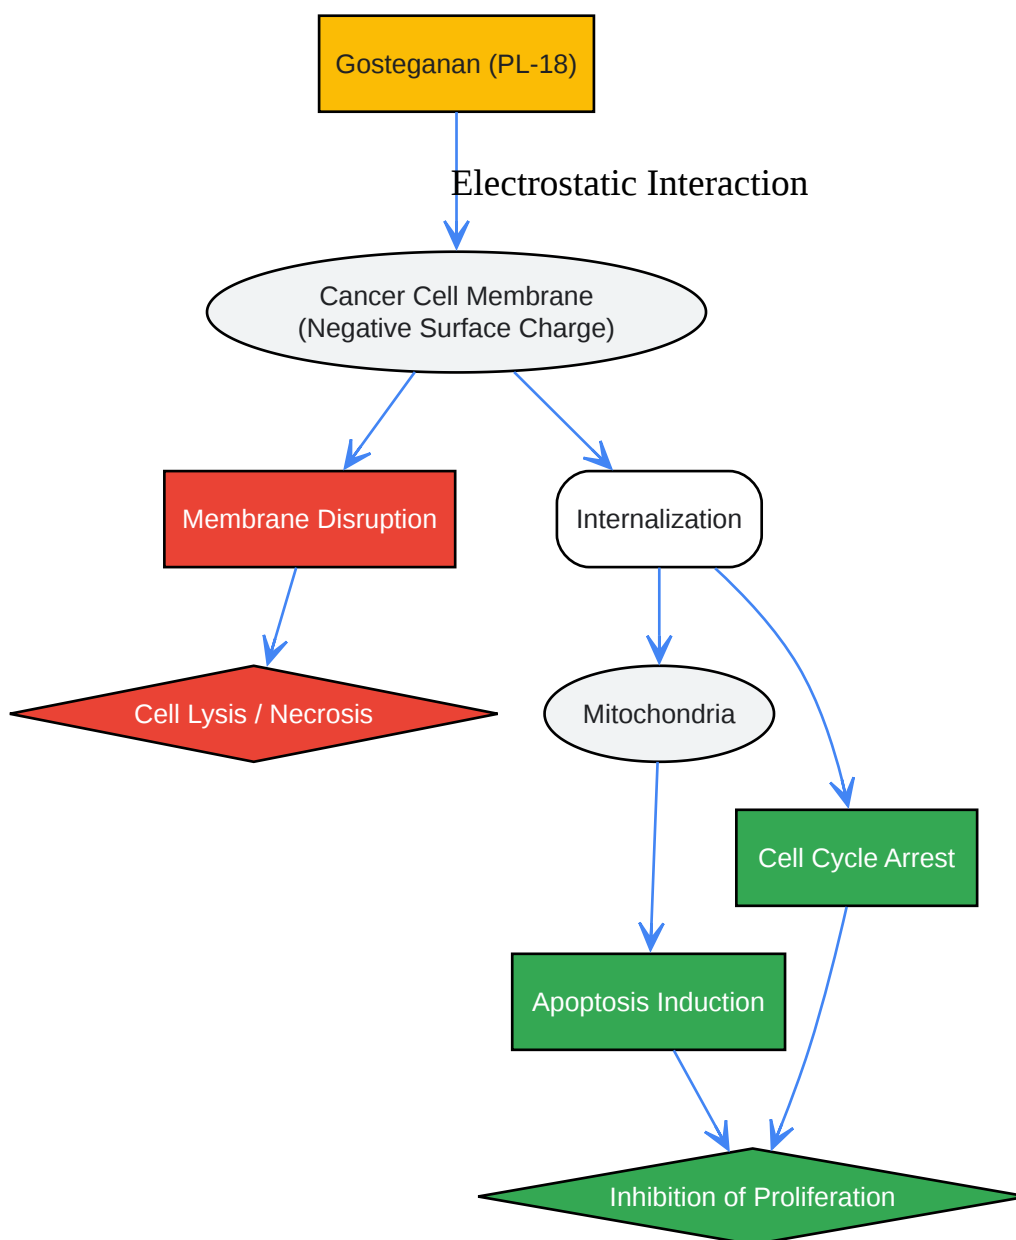 Gosteganan (PL-18)
Electrostatic Interaction
Cancer Cell Membrane
(Negative Surface Charge)
Membrane Disruption
Internalization
Cell Lysis / Necrosis
Mitochondria
Cell Cycle Arrest
Apoptosis Induction
Inhibition of Proliferation